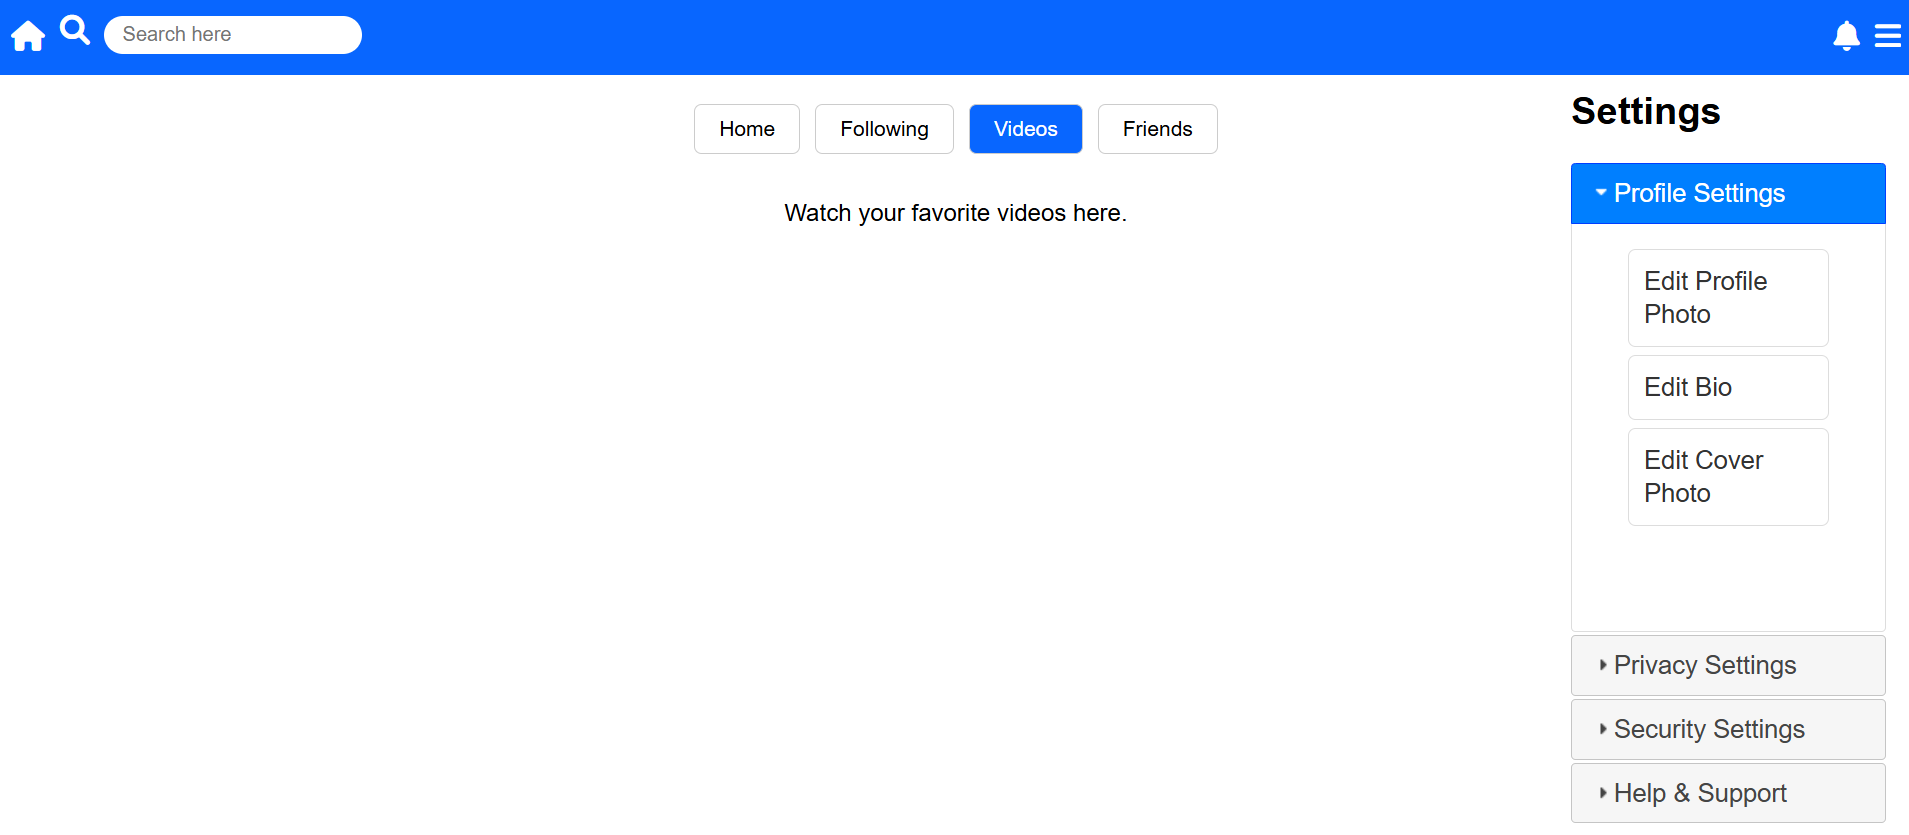 Search here
Home
Following
Videos
Friends
Watch your favorite videos here.
Settings
Profile Settings
Edit Profile
Photo
Edit Bio
Edit Cover
Photo
Privacy Settings
Security Settings
Help & Support